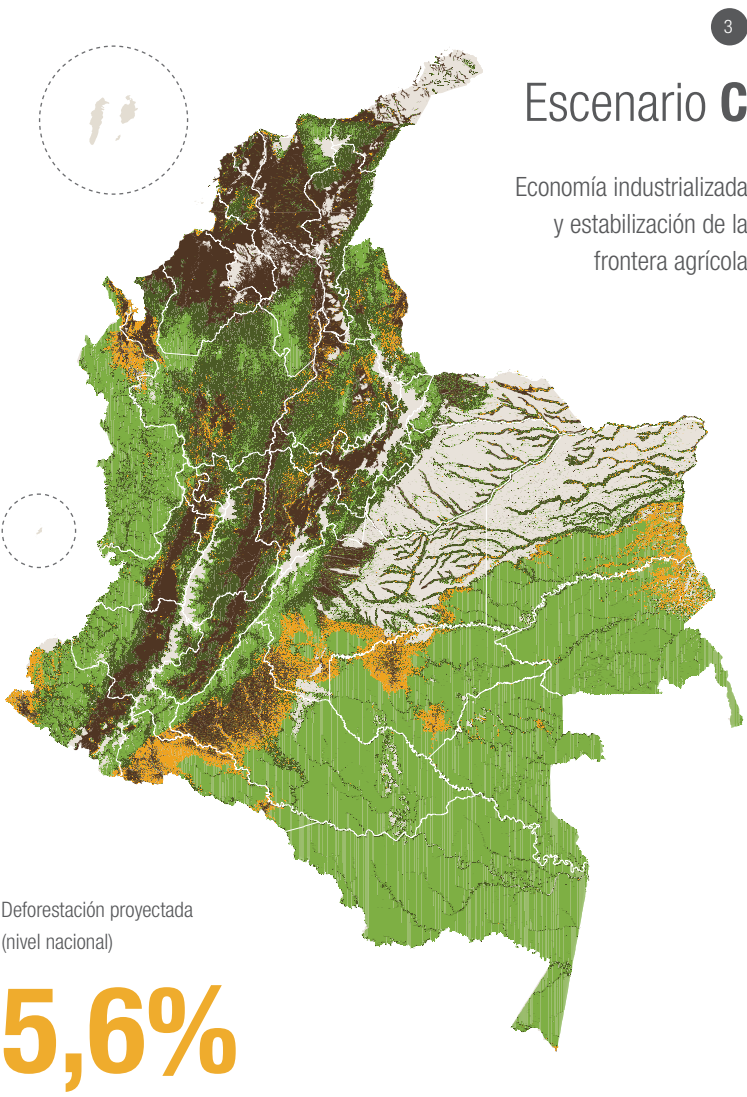 3
Escenario C
Economía industrializada
y estabilización de la
frontera agrícola
Deforestación proyectada
(nivel nacional)
5,6%